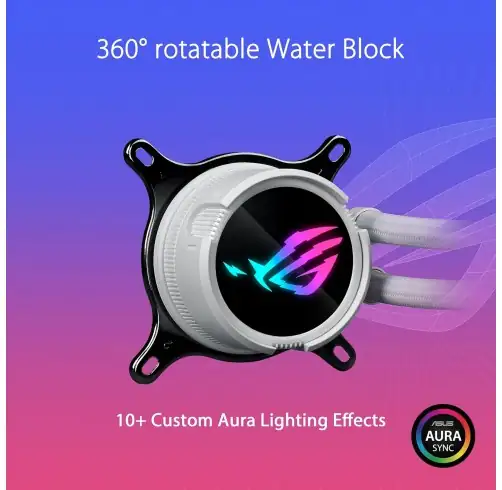 360° rotatable Water Block
10+ Custom Aura Lighting Effects
ASUS
AURA
SYNC